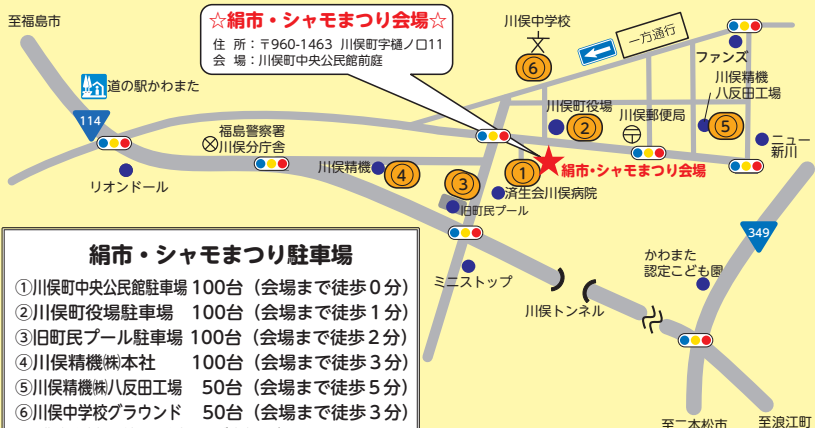 至福島市
☆絹市・シャモまつり会場☆
住 所：〒960-1463 川俣町字樋ノ口11
会 場：川俣町中央公民館前庭
川俣中学校
⑥
一方通行
ファンズ
道の駅かわまた
114
川俣精機
八反田工場
⑤
川俣町役場
②
川俣郵便局
福島警察署
川俣分庁舎
ニュー
新川
リオンドール
川俣精機
④
③
①
絹市・シャモまつり会場
済生会川俣病院
旧町民プール
349
絹市・シャモまつり駐車場
①川俣町中央公民館駐車場 100台（会場まで徒歩０分）
②川俣町役場駐車場 100台（会場まで徒歩１分）
③旧町民プール駐車場 100台（会場まで徒歩２分）
④川俣精機㈱本社 100台（会場まで徒歩３分）
⑤川俣精機㈱八反田工場 50台（会場まで徒歩５分）
⑥川俣中学校グラウンド 50台（会場まで徒歩３分）
ミニストップ
川俣トンネル
かわまた
認定こども園
至二本松市
至浪江町